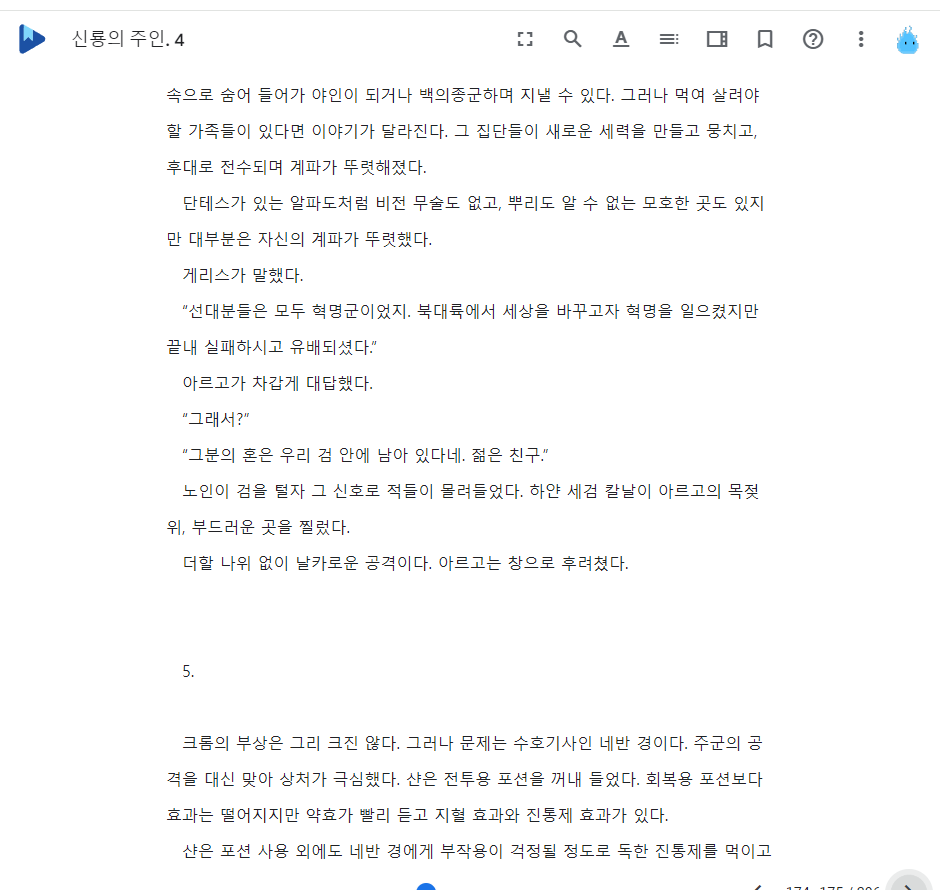 신룡의 주인. 4
속으로 숨어 들어가 야인이 되거나 백의종군하며 지낼 수 있다. 그러나 먹여 살려야
할 가족들이 있다면 이야기가 달라진다. 그 집단들이 새로운 세력을 만들고 뭉치고,
후대로 전수되며 계파가 뚜렷해졌다.
단테스가 있는 알파도처럼 비전 무술도 없고, 뿌리도 알 수 없는 모호한 곳도 있지
만 대부분은 자신의 계파가 뚜렷했다.
게리스가 말했다.
“선대분들은 모두 혁명군이었지. 북대륙에서 세상을 바꾸고자 혁명을 일으켰지만
끝내 실패하시고 유배되셨다.”
아르고가 차갑게 대답했다.
“그래서?”
“그분의 혼은 우리 검 안에 남아 있다네. 젊은 친구.”
노인이 검을 털자 그 신호로 적들이 몰려들었다. 하얀 세검 칼날이 아르고의 목젖
위, 부드러운 곳을 찔렀다.
더할 나위 없이 날카로운 공격이다. 아르고는 창으로 후려쳤다.
5.
크롬의 부상은 그리 크진 않다. 그러나 문제는 수호기사인 네반 경이다. 주군의 공
격을 대신 맞아 상처가 극심했다. 샨은 전투용 포션을 꺼내 들었다. 회복용 포션보다
효과는 떨어지지만 약효가 빨리 듣고 지혈 효과와 진통제 효과가 있다.
샨은 포션 사용 외에도 네반 경에게 부작용이 걱정될 정도로 독한 진통제를 먹이고